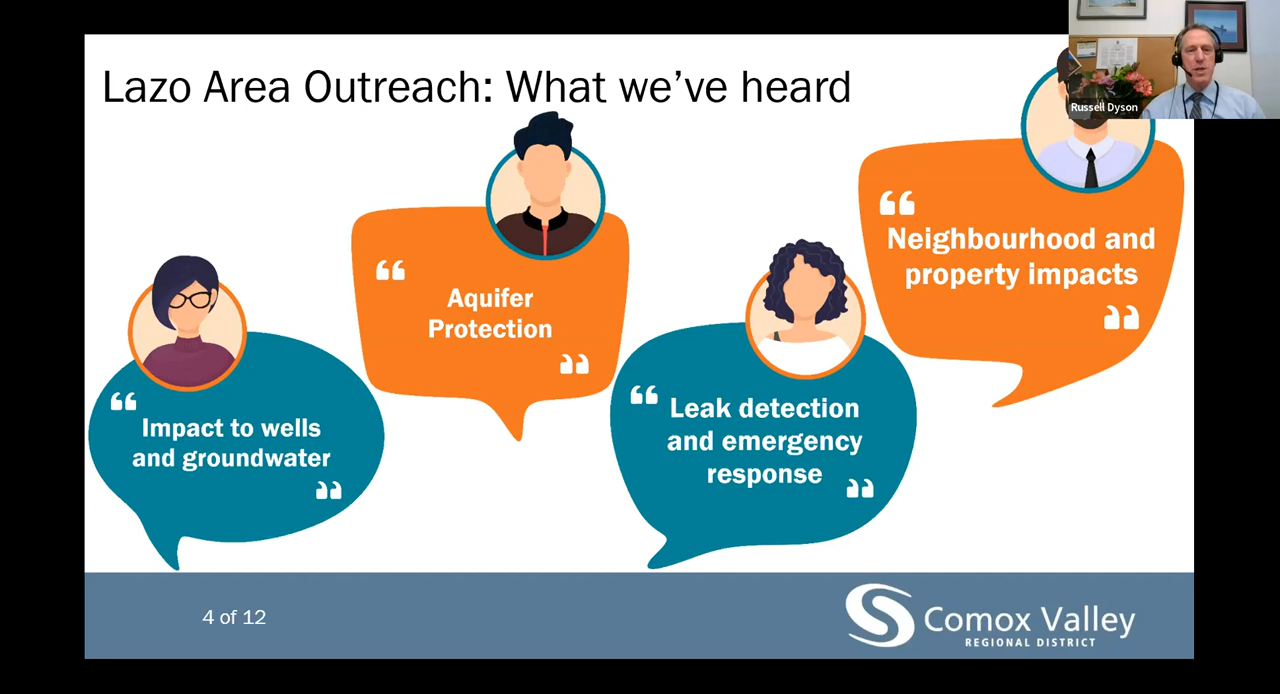 Lazo Area Outreach: What we've heard
Russell Dyson
“
Neighbourhood and
property impacts
”
“
Aquifer
Protection
”
“
Leak detection
and emergency
response
”
“
Impact to wells
and groundwater
”
4 of 12
Comox Valley
REGIONAL DISTRICT